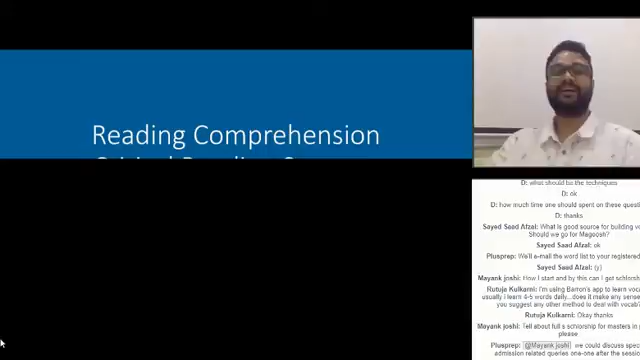 Reading Comprehension
D: what should be the techniques
D: ok
D: how much time one should spent on these quest
D: thanks
Sayed Saad Afzal: What is good source for building vo
Should we go for Magoosh?
Sayed Saad Afzal: ok
Plusprep: We'll e-mail the word list to your registered
Sayed Saad Afzal: (y)
Mayank joshi: How I start and by this can I get schlorsh
Rutuja Kulkarni: I'm using Barron's app to learn voca
usually i learn 4-5 words daily...does it make any sense
you suggest any other method to deal with vocab?
Rutuja Kulkarni: Okay thanks
Mayank joshi: Tell about full s schlorship for masters in p
please
Plusprep: @Mayank joshi we could discuss spec
admission related queries one-one after the session